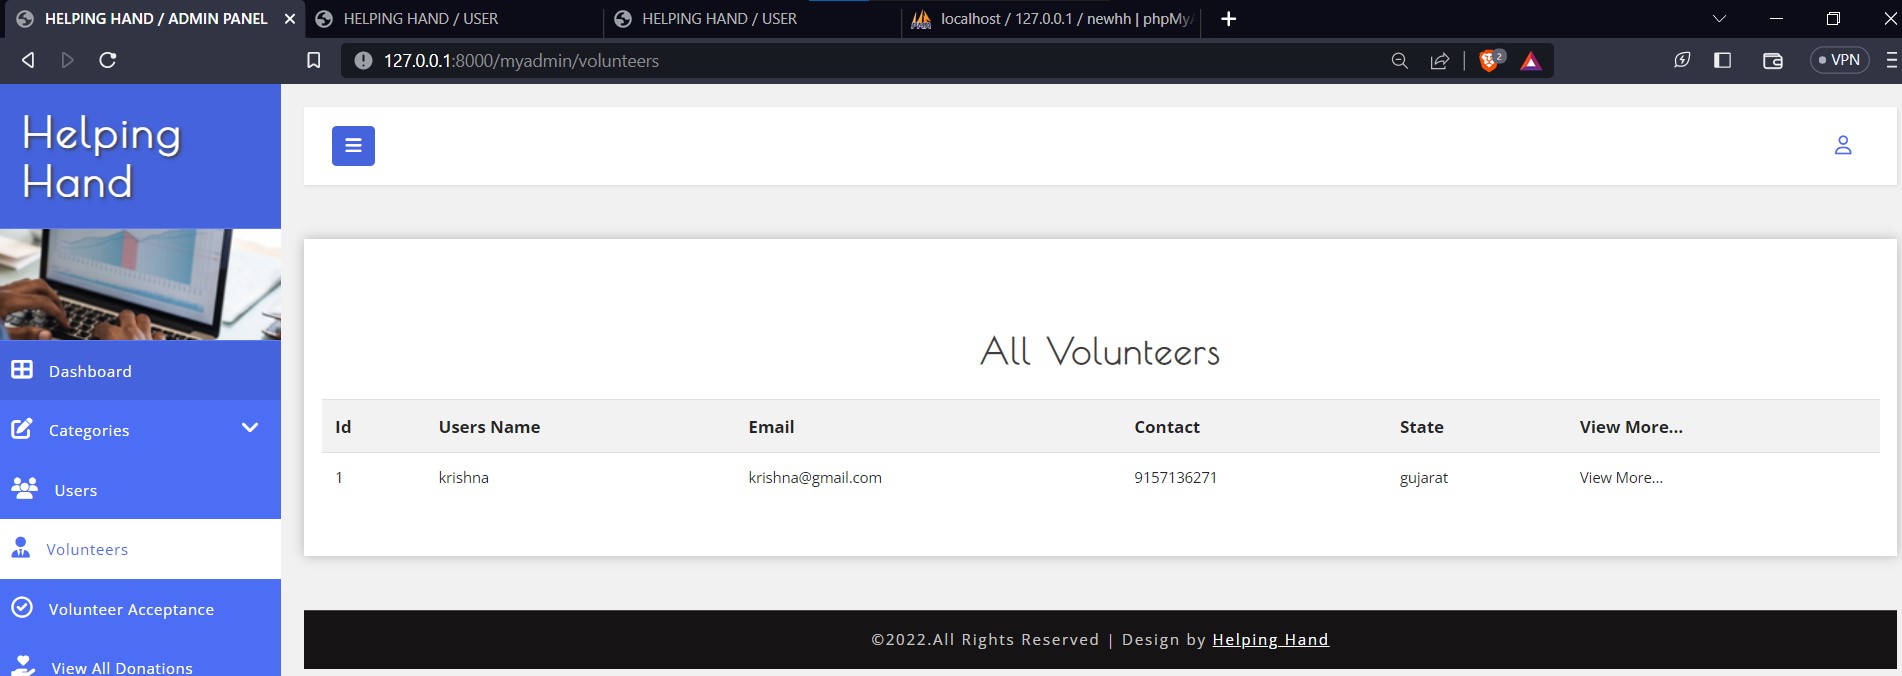 HELPING HAND / ADMIN PANEL
HELPING HAND / USER
HELPING HAND / USER
localhost / 127.0.0.1 / newhh | phpMyA
127.0.0.1:8000/myadmin/volunteers
2
VPN
Helping
Hand
Dashboard
Categories
Users
Volunteers
Volunteer Acceptance
View All Donations
All Volunteers
Id Users Name Email Contact State View More...
1 krishna krishna@gmail.com 9157136271 gujarat View More...
©2022.All Rights Reserved | Design by Helping Hand